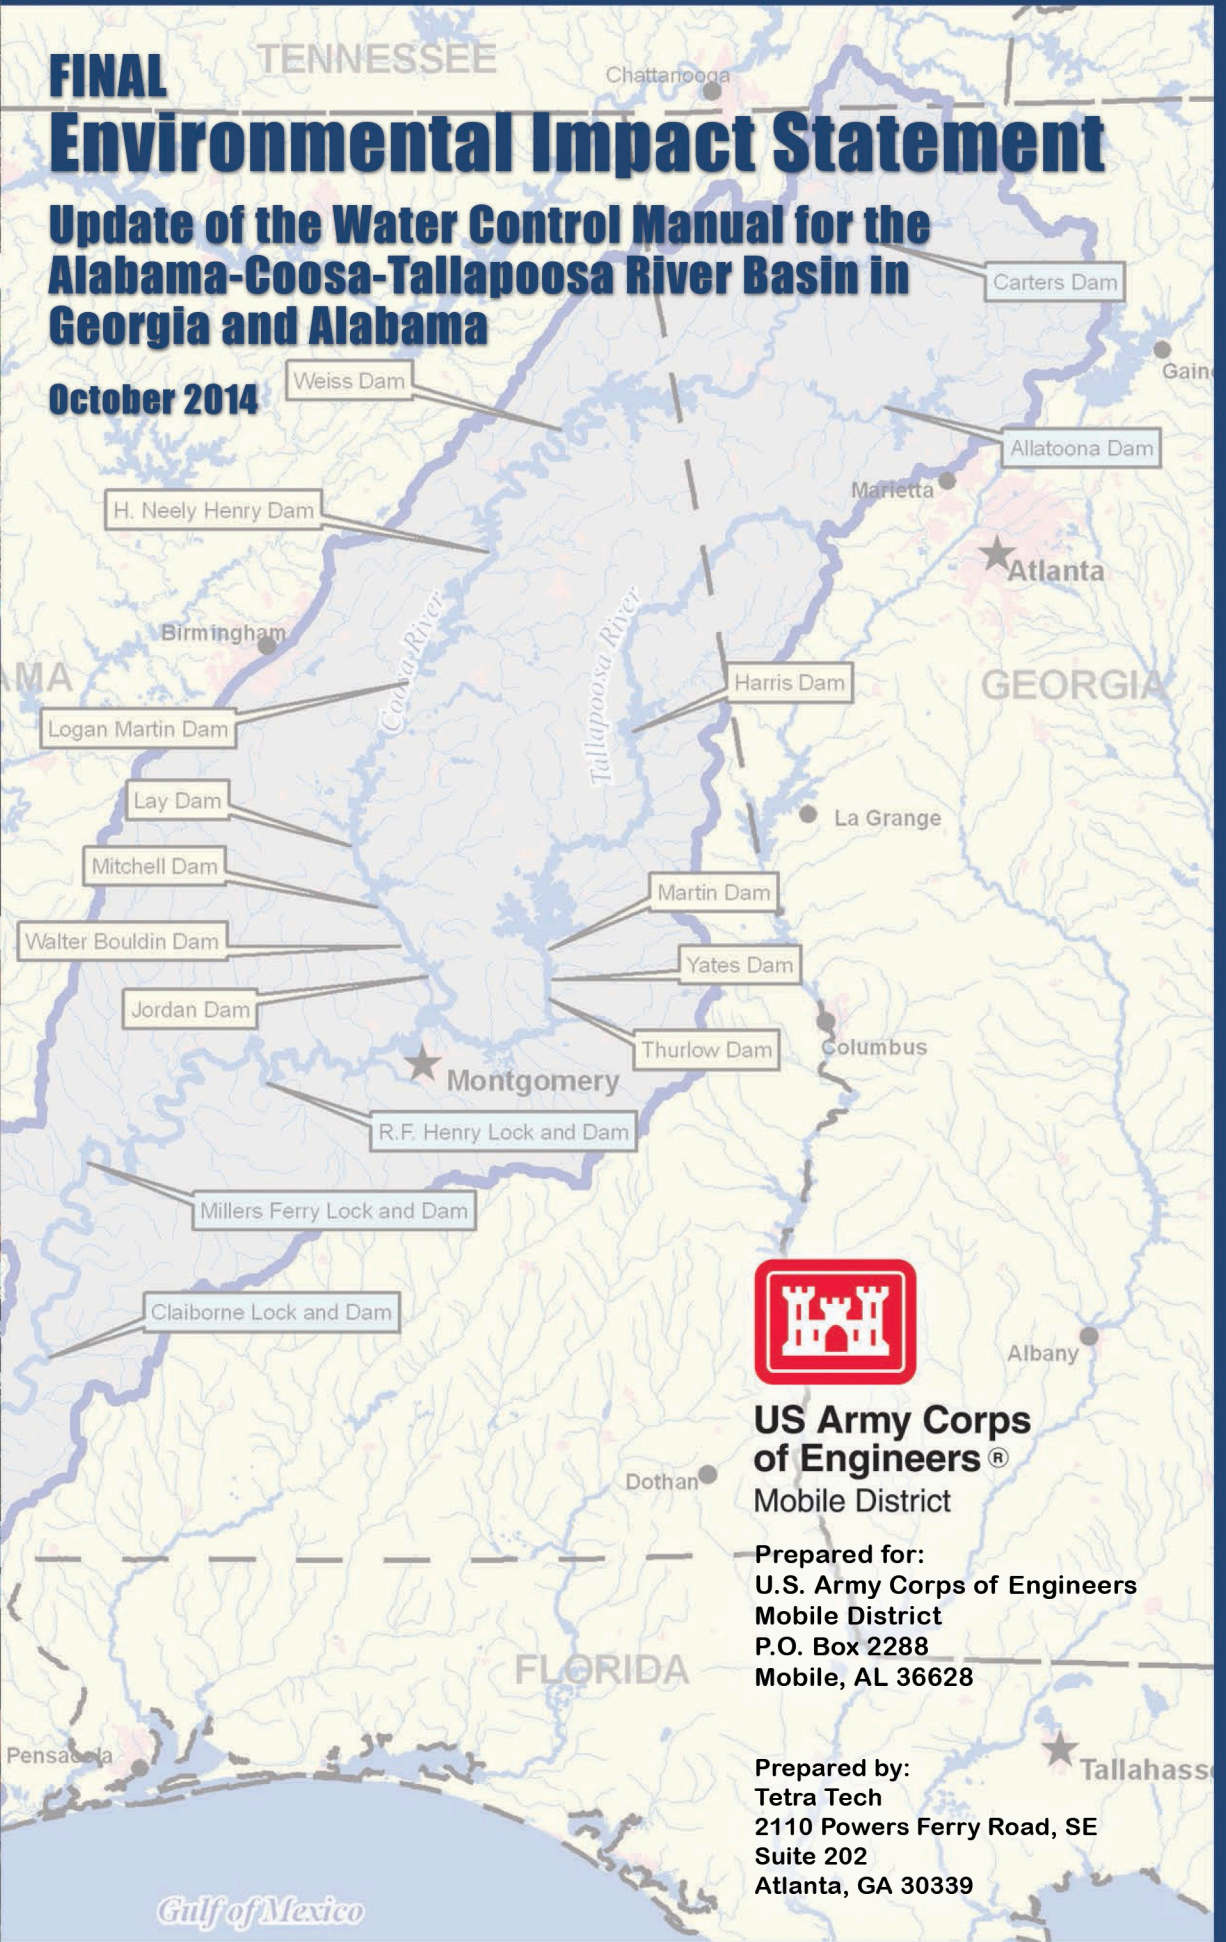 TENNESSEE
Chattanooga
FINAL
Environmental Impact Statement
Update of the Water Control Manual for the
Alabama-Coosa-Tallapoosa River Basin in
Georgia and Alabama
October 2014
Carters Dam
Gain
Weiss Dam
Allatoona Dam
Marietta
H. Neely Henry Dam
Atlanta
Birmingham
Coosa River
Tallapoosa River
AMA
GEORGIA
Harris Dam
Logan Martin Dam
Lay Dam
La Grange
Mitchell Dam
Martin Dam
Walter Bouldin Dam
Yates Dam
Jordan Dam
Thurlow Dam
Columbus
Montgomery
R.F. Henry Lock and Dam
Millers Ferry Lock and Dam
Claiborne Lock and Dam
Albany
US Army Corps
of Engineers ®
Mobile District
Dothan
Prepared for:
U.S. Army Corps of Engineers
Mobile District
P.O. Box 2288
Mobile, AL 36628
FLORIDA
Pensacola
Tallahass
Prepared by:
Tetra Tech
2110 Powers Ferry Road, SE
Suite 202
Atlanta, GA 30339
Gulf of Mexico